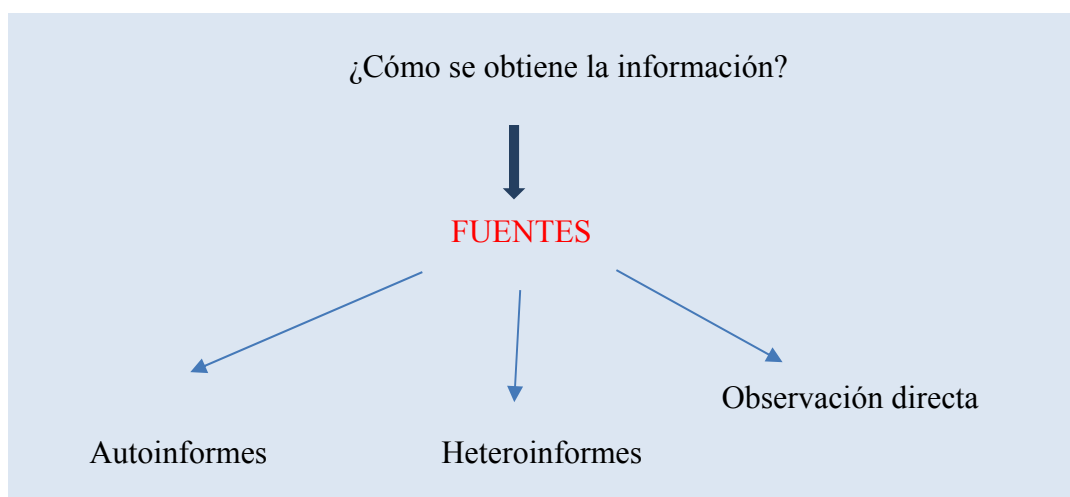 ¿Cómo se obtiene la información?
FUENTES
Observación directa
Autoinformes
Heteroinformes